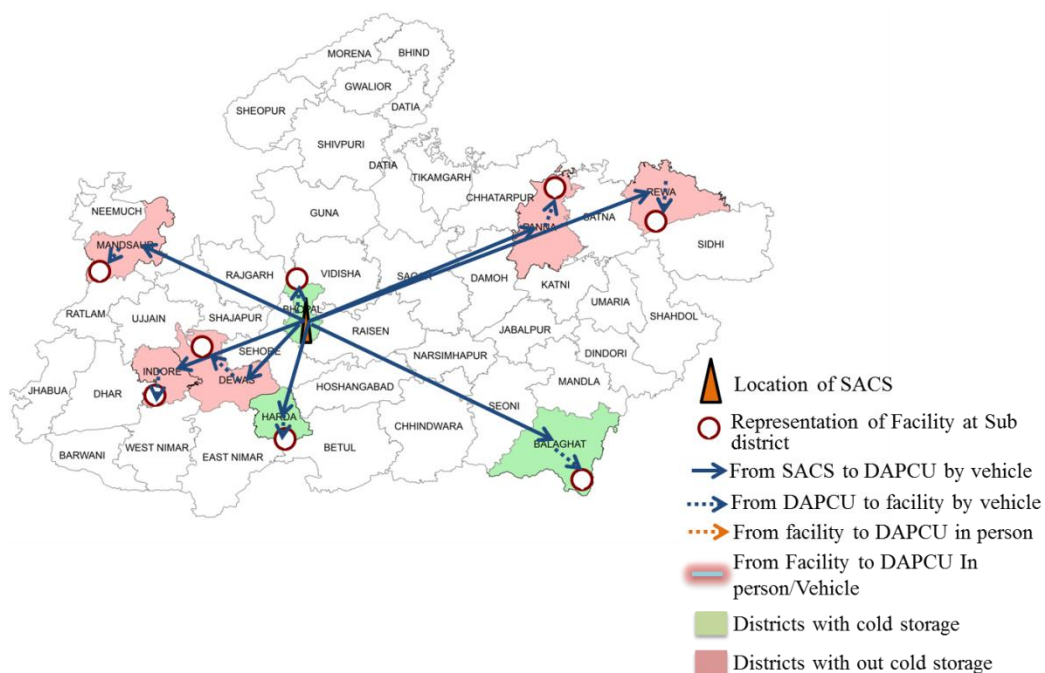 MORENA
BHIND
GWALIOR
SHEOPUR
DATIA
SHIVPURI
DATIA
TIKAMGARH
CHHATARPUR
REWA
NEEMUCH
GUNA
PANNA
SATNA
MANDSAUR
SIDHI
RAJGARH
VIDISHA
SAGAR
DAMOH
KATNI
RATLAM
UJJAIN
SHAJAPUR
BHOPAL
UMARIA
SHAHDOL
RAISEN
JABALPUR
SEHORE
NARSIMHAPUR
DINDORI
INDORE
DEWAS
JHABUA
DHAR
HOSHANGABAD
MANDLA
SEONI
HARDA
CHHINDWARA
BALAGHAT
BARWANI
WEST NIMAR
EAST NIMAR
BETUL
Location of SACS
Representation of Facility at Sub
district
From SACS to DAPCU by vehicle
From DAPCU to facility by vehicle
From facility to DAPCU in person
From Facility to DAPCU In
person/Vehicle
Districts with cold storage
Districts with out cold storage